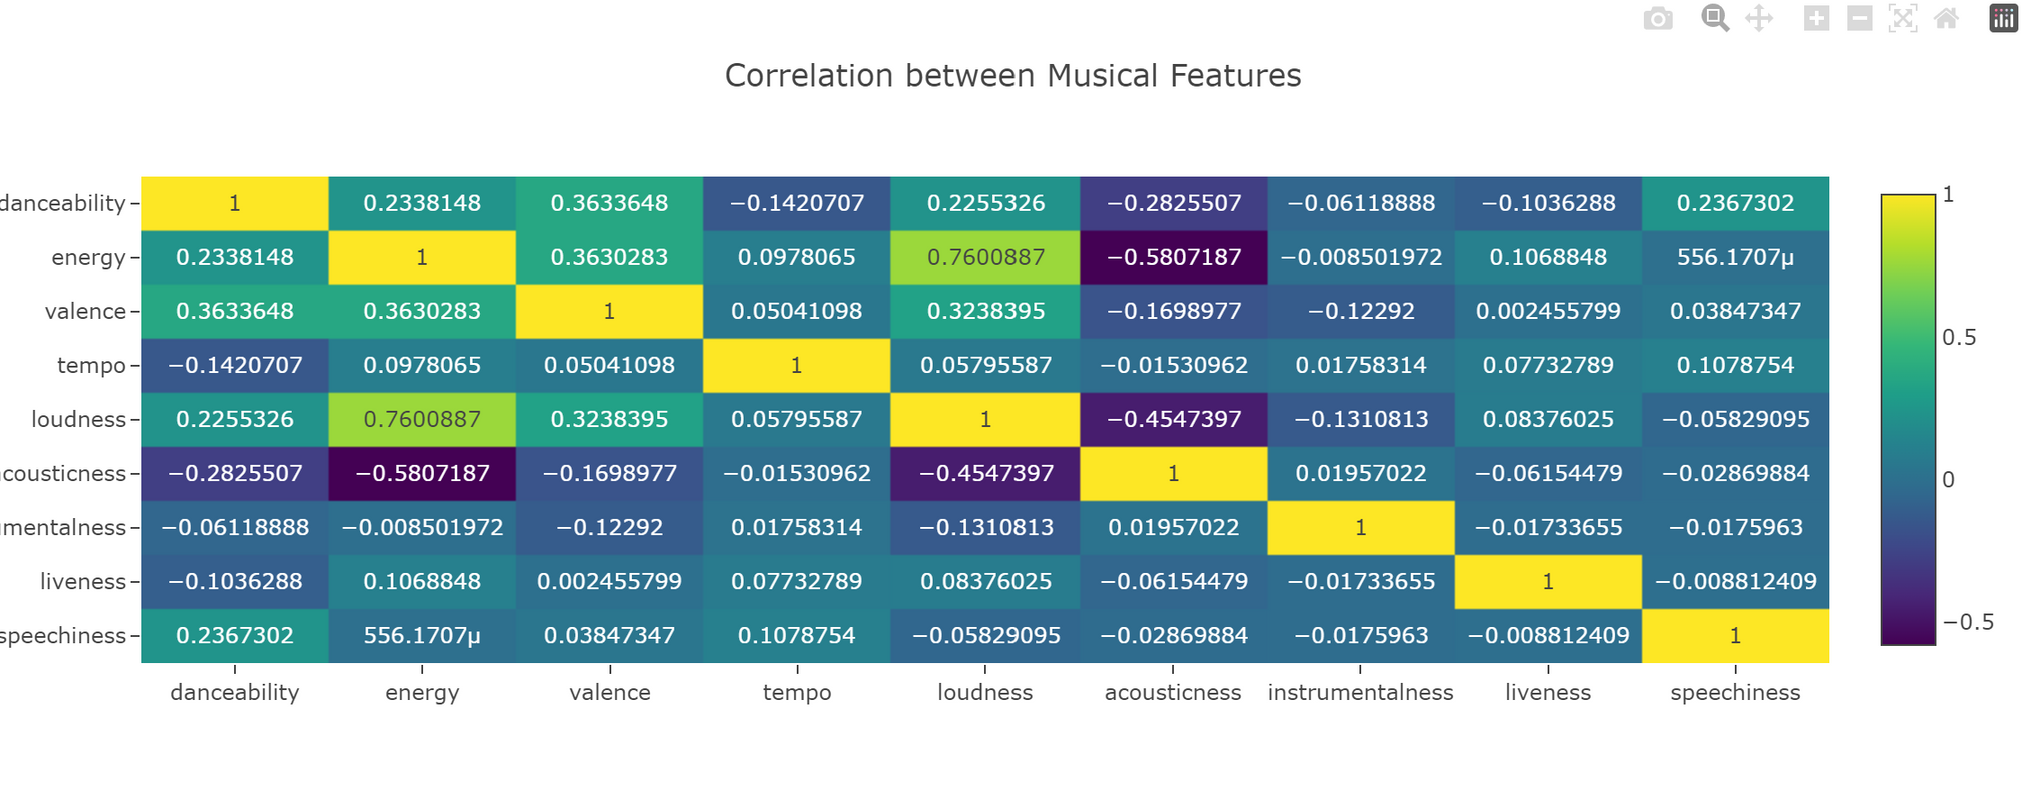 Correlation between Musical Features
danceability 1 0.2338148 0.3633648 −0.1420707 0.2255326 −0.2825507 −0.06118888 −0.1036288 0.2367302
energy 0.2338148 1 0.3630283 0.0978065 0.7600887 −0.5807187 −0.008501972 0.1068848 556.1707μ
valence 0.3633648 0.3630283 1 0.05041098 0.3238395 −0.1698977 −0.12292 0.002455799 0.03847347
tempo −0.1420707 0.0978065 0.05041098 1 0.05795587 −0.01530962 0.01758314 0.07732789 0.1078754
loudness 0.2255326 0.7600887 0.3238395 0.05795587 1 −0.4547397 −0.1310813 0.08376025 −0.05829095
cousticness −0.2825507 −0.5807187 −0.1698977 −0.01530962 −0.4547397 1 0.01957022 −0.06154479 −0.02869884
umentalness −0.06118888 −0.008501972 −0.12292 0.01758314 −0.1310813 0.01957022 1 −0.01733655 −0.0175963
liveness −0.1036288 0.1068848 0.002455799 0.07732789 0.08376025 −0.06154479 −0.01733655 1 −0.008812409
speechiness 0.2367302 556.1707μ 0.03847347 0.1078754 −0.05829095 −0.02869884 −0.0175963 −0.008812409 1
danceability energy valence tempo loudness acousticness instrumentalness liveness speechiness
1
0.5
0
−0.5